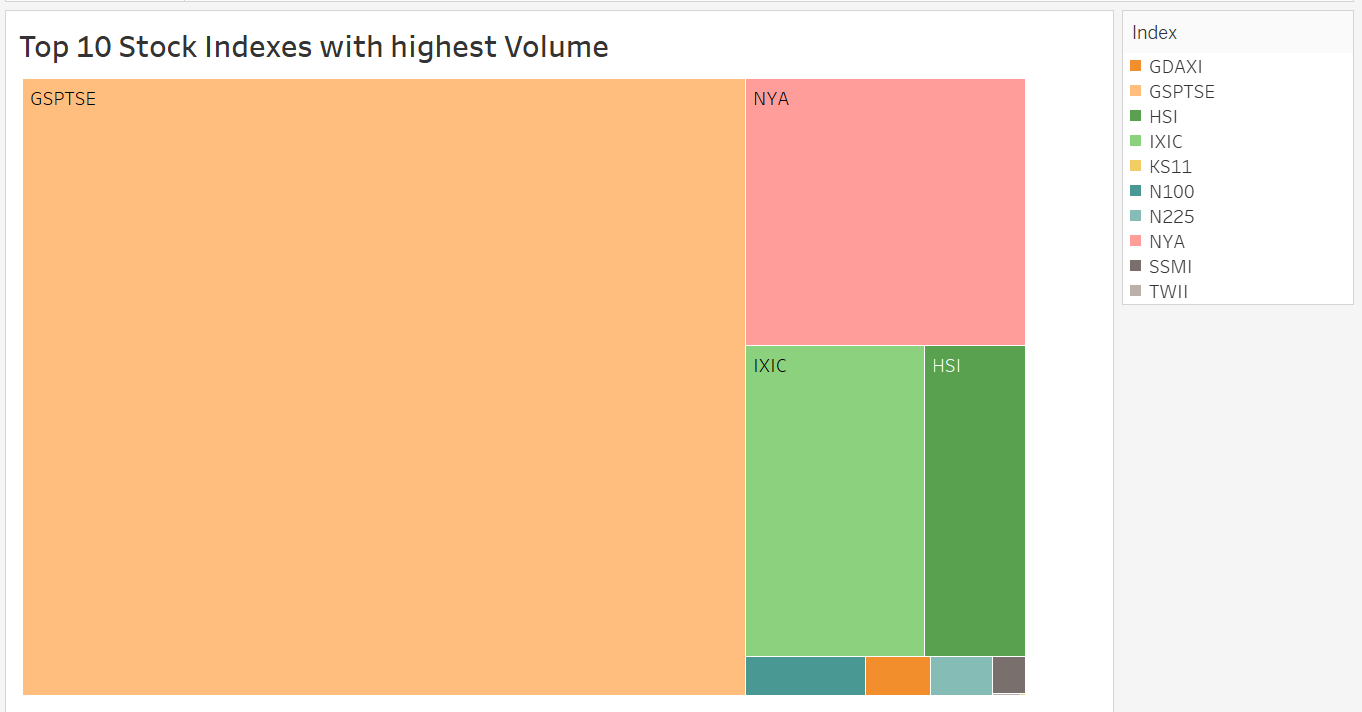 Top 10 Stock Indexes with highest Volume
GSPTSE
NYA
IXIC
HSI
Index
GDAXI
GSPTSE
HSI
IXIC
KS11
N100
N225
NYA
SSMI
TWII